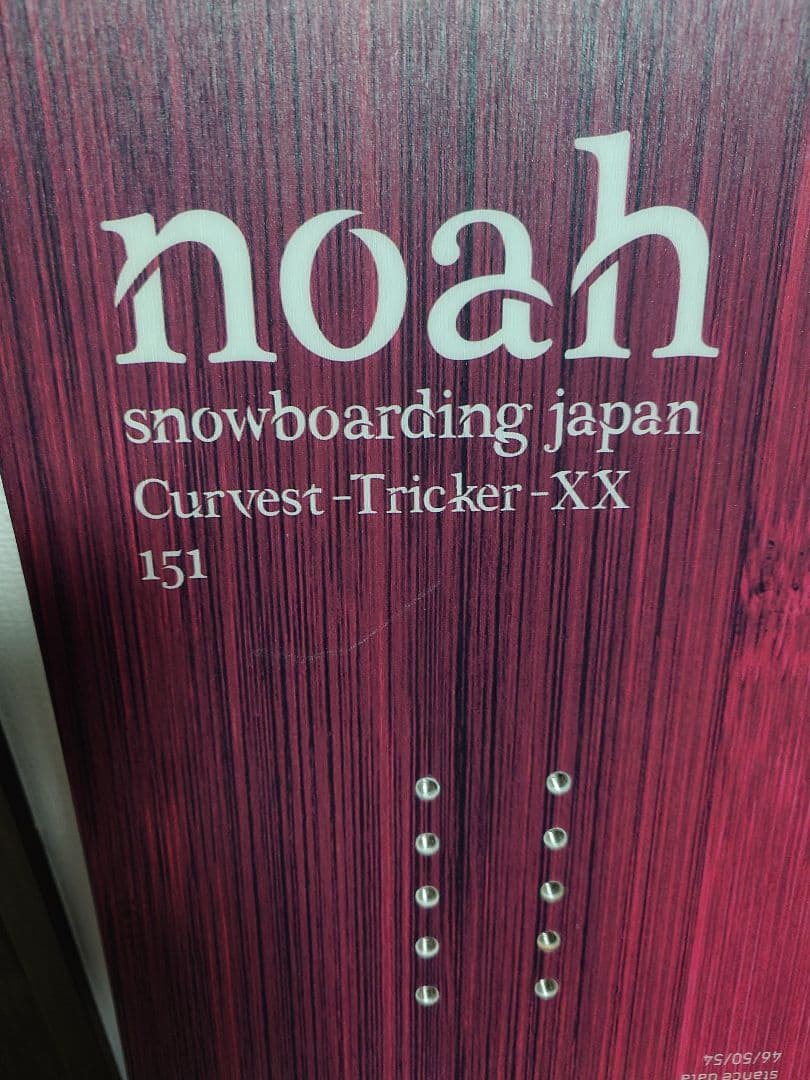 noah
snowboarding japan
Curvest-Tricker-XX
151
stance data
46/50/54